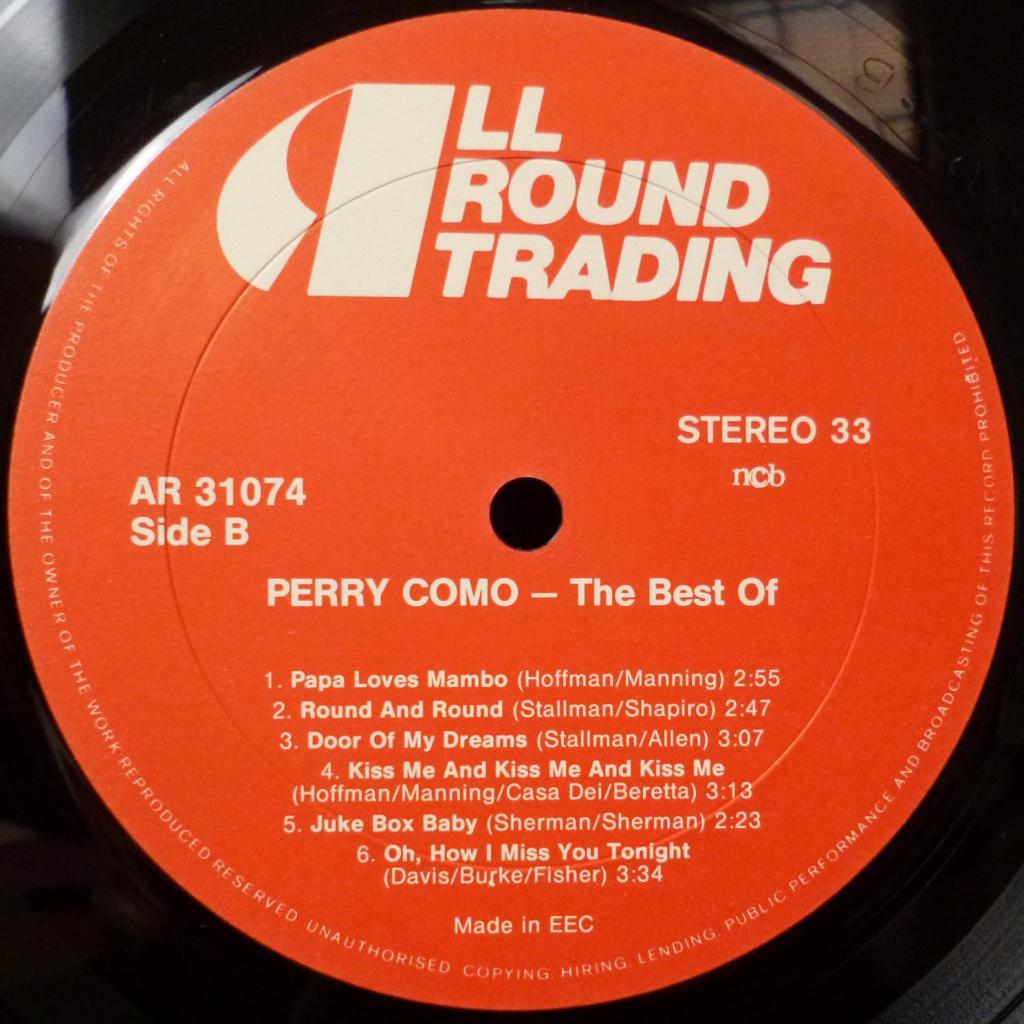 ALL
ROUND
TRADING
STEREO 33
ncb
AR 31074
Side B
PERRY COMO — The Best Of
1. Papa Loves Mambo (Hoffman/Manning) 2:55
2. Round And Round (Stallman/Shapiro) 2:47
3. Door Of My Dreams (Stallman/Allen) 3:07
4. Kiss Me And Kiss Me And Kiss Me
(Hoffman/Manning/Casa Dei/Beretta) 3:13
5. Juke Box Baby (Sherman/Sherman) 2:23
6. Oh, How I Miss You Tonight
(Davis/Burke/Fisher) 3:34
Made in EEC
ALL RIGHTS OF THE PRODUCER AND OF THE OWNER OF THE WORK REPRODUCED RESERVED UNAUTHORISED COPYING, HIRING, LENDING, PUBLIC PERFORMANCE AND BROADCASTING OF THIS RECORD PROHIBITED